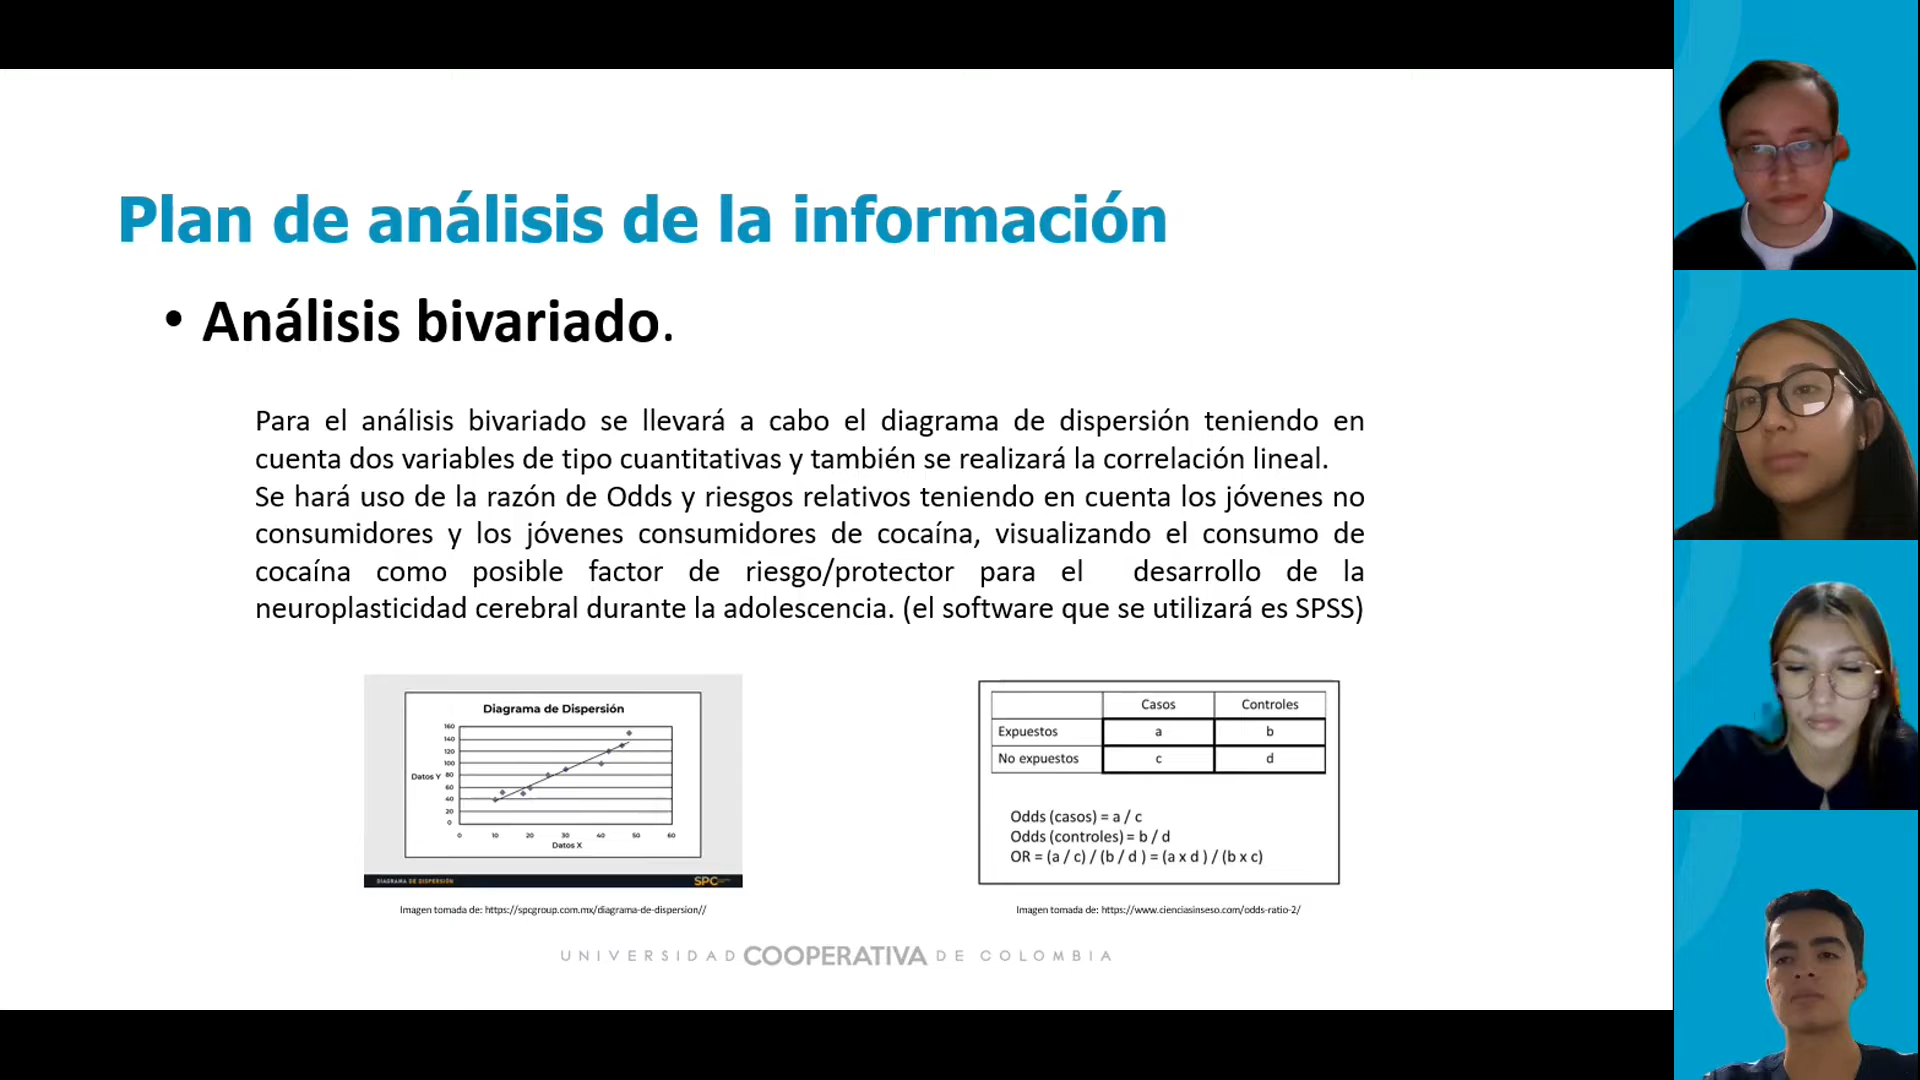 Plan de análisis de la información
• Análisis bivariado.
Para el análisis bivariado se llevará a cabo el diagrama de dispersión teniendo en
cuenta dos variables de tipo cuantitativas y también se realizará la correlación lineal.
Se hará uso de la razón de Odds y riesgos relativos teniendo en cuenta los jóvenes no
consumidores y los jóvenes consumidores de cocaína, visualizando el consumo de
cocaína como posible factor de riesgo/protector para el desarrollo de la
neuroplasticidad cerebral durante la adolescencia. (el software que se utilizará es SPSS)
Diagrama de Dispersión
160
140
120
100
Datos Y 80
60
40
20
0
0 10 20 30 40 50 60
Datos X
DIAGRAMA DE DISPERSIÓN
SPC
Imagen tomada de: https://spcgroup.com.mx/diagrama-de-dispersion//
Casos Controles
Expuestos a b
No expuestos c d
Odds (casos) = a / c
Odds (controles) = b / d
OR = (a / c) / (b / d ) = (a x d ) / (b x c)
Imagen tomada de: https://www.cienciasinseso.com/odds-ratio-2/
UNIVERSIDAD COOPERATIVA DE COLOMBIA